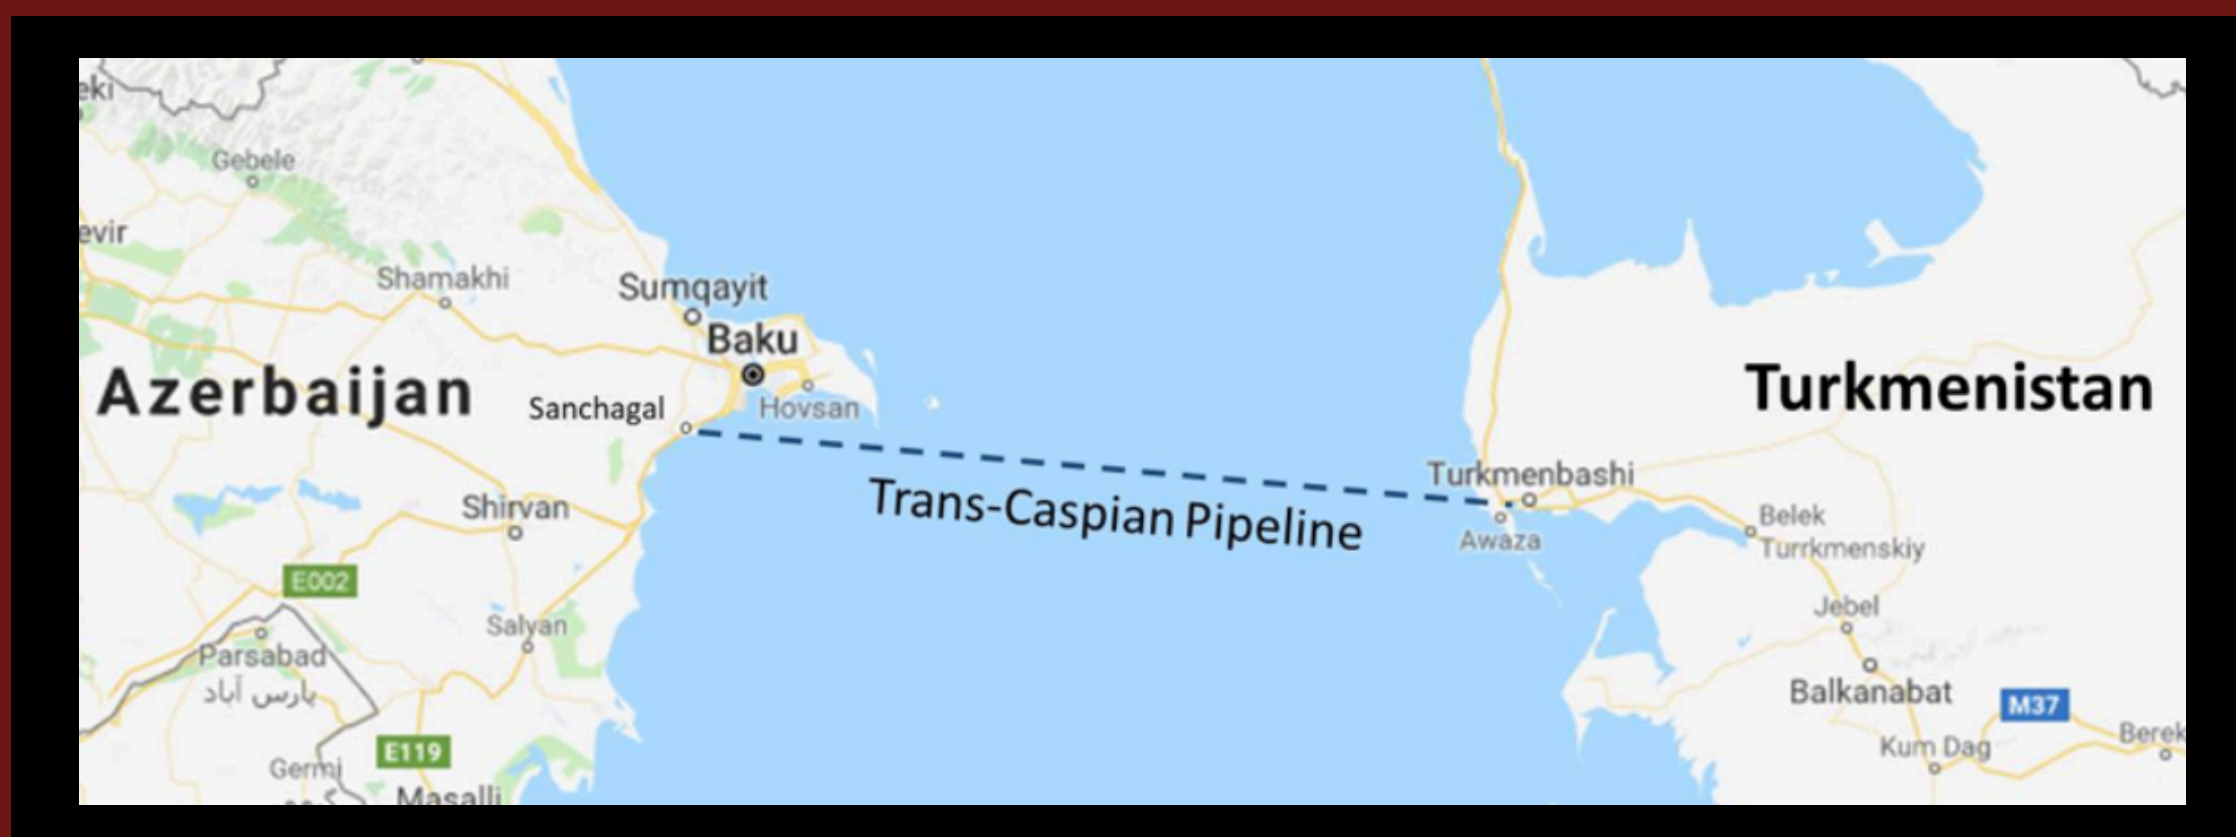 eki
Gebele
evir
Shamakhi
Sumqayit
Baku
Azerbaijan
Sanchagal
Hovsan
Turkmenistan
Trans-Caspian Pipeline
Turkmenbashi
Awaza
Belek
Turrkmenskiy
Shirvan
E002
Salyan
Jebel
Parsabad
پارس آباد
Balkanabat
M37
E119
Kum Dag
Berek
Germi
Masalli